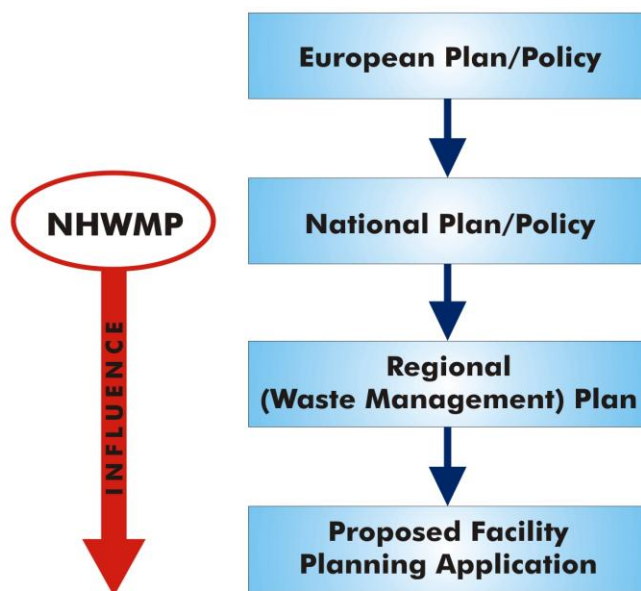 European Plan/Policy
NHWMP
National Plan/Policy
INFLUENCE
Regional
(Waste Management) Plan
Proposed Facility
Planning Application